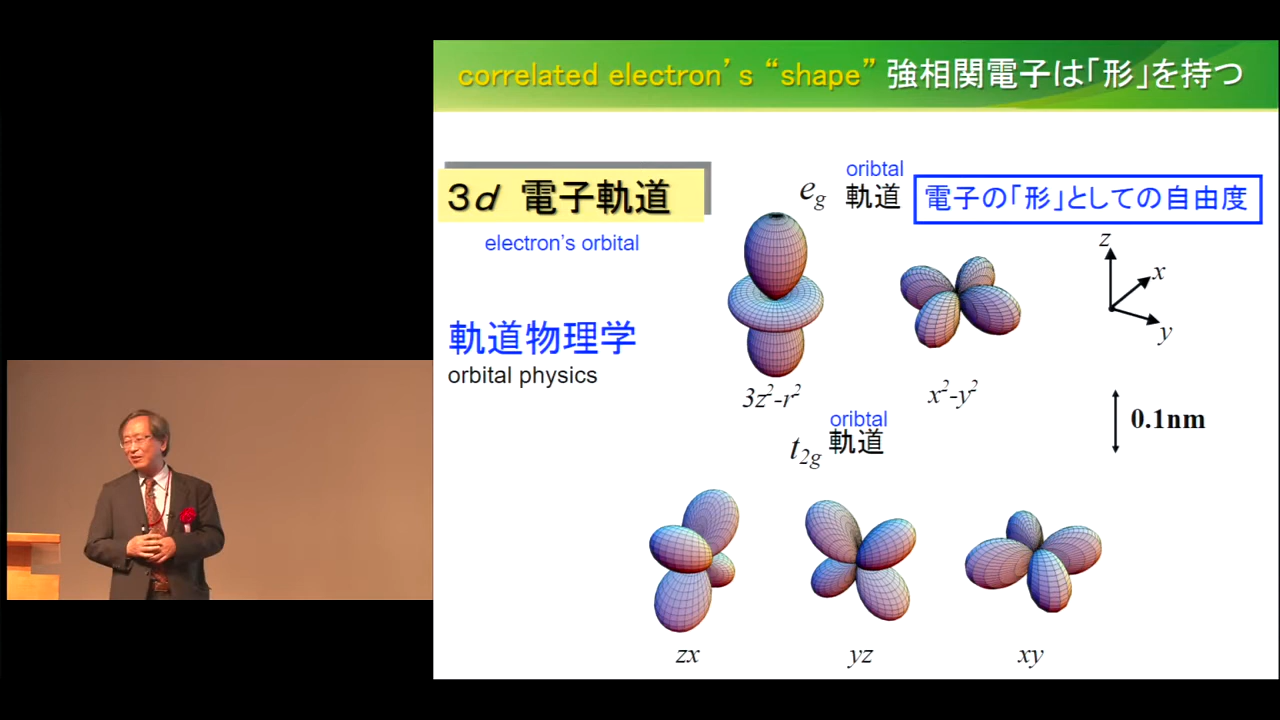 correlated electron's “shape” 強相関電子は｢形｣を持つ
3d 電子軌道
electron's orbital
軌道物理学
orbital physics
oribtal
eg 軌道
電子の｢形｣としての自由度
z
x
y
3z²-r²
x²-y²
0.1nm
oribtal
t2g 軌道
zx
yz
xy